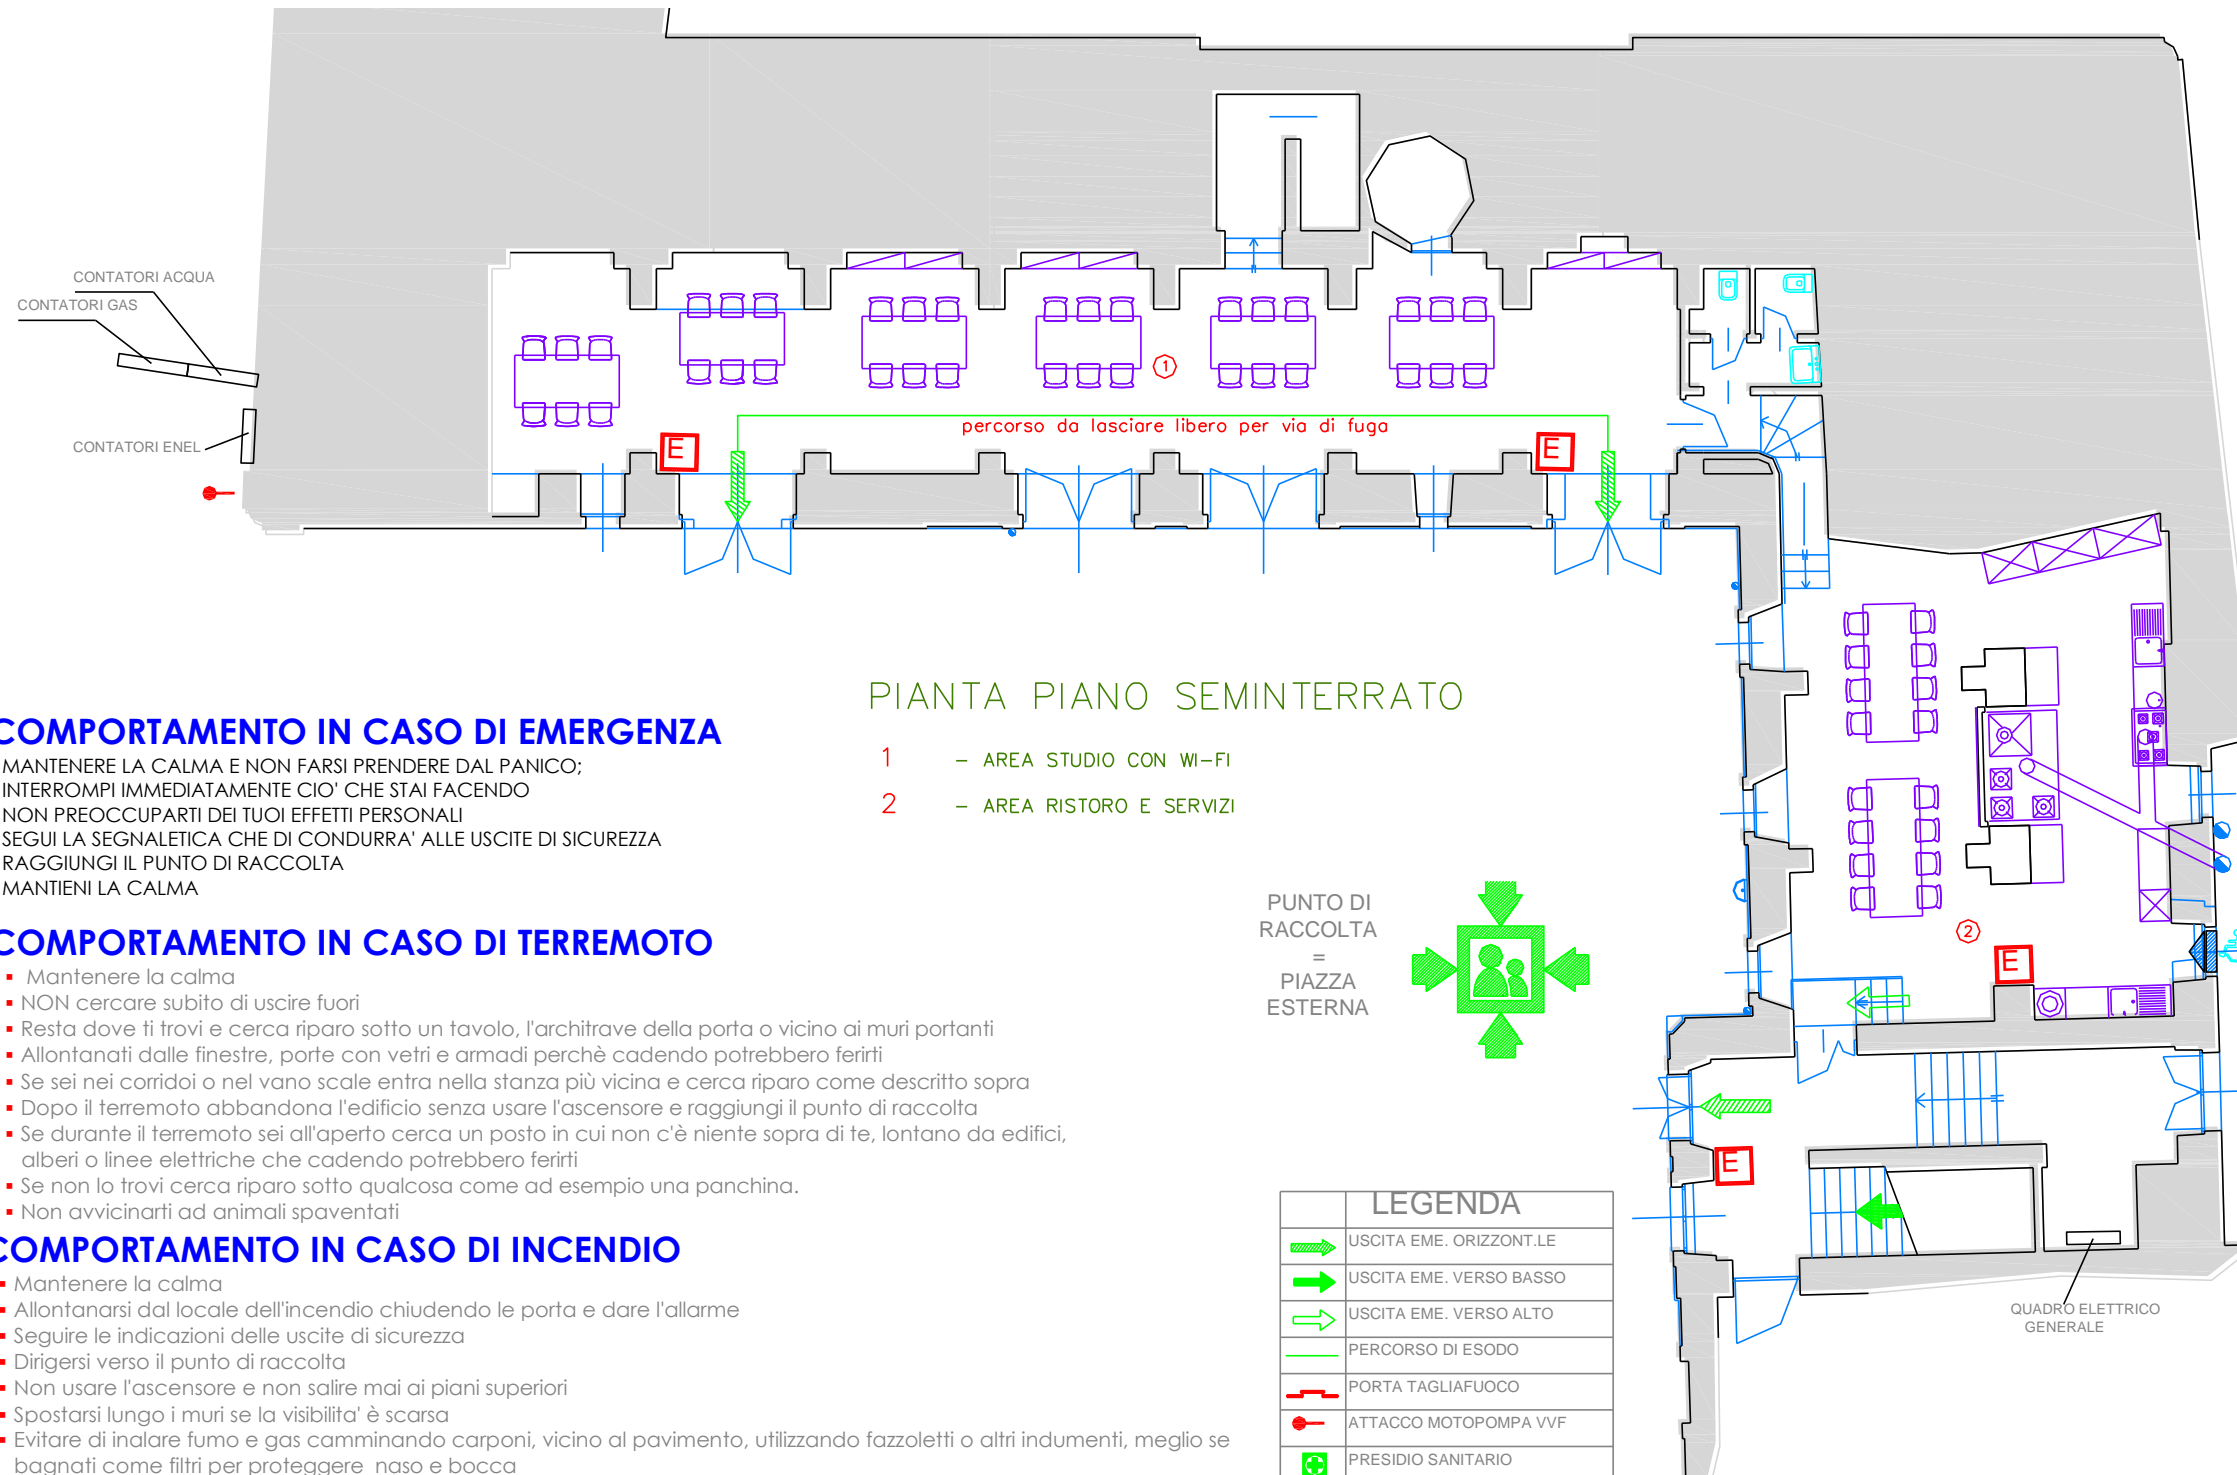 CONTATORI ACQUA
CONTATORI GAS
CONTATORI ENEL
1
percorso da lasciare libero per via di fuga
E
E
PIANTA PIANO SEMINTERRATO
1 – AREA STUDIO CON WI–FI
2 – AREA RISTORO E SERVIZI
COMPORTAMENTO IN CASO DI EMERGENZA
MANTENERE LA CALMA E NON FARSI PRENDERE DAL PANICO;
INTERROMPI IMMEDIATAMENTE CIO' CHE STAI FACENDO
NON PREOCCUPARTI DEI TUOI EFFETTI PERSONALI
SEGUI LA SEGNALETICA CHE DI CONDURRA' ALLE USCITE DI SICUREZZA
RAGGIUNGI IL PUNTO DI RACCOLTA
MANTIENI LA CALMA
COMPORTAMENTO IN CASO DI TERREMOTO
▪ Mantenere la calma
▪ NON cercare subito di uscire fuori
▪ Resta dove ti trovi e cerca riparo sotto un tavolo, l'architrave della porta o vicino ai muri portanti
▪ Allontanati dalle finestre, porte con vetri e armadi perchè cadendo potrebbero ferirti
▪ Se sei nei corridoi o nel vano scale entra nella stanza più vicina e cerca riparo come descritto sopra
▪ Dopo il terremoto abbandona l'edificio senza usare l'ascensore e raggiungi il punto di raccolta
▪ Se durante il terremoto sei all'aperto cerca un posto in cui non c'è niente sopra di te, lontano da edifici,
alberi o linee elettriche che cadendo potrebbero ferirti
▪ Se non lo trovi cerca riparo sotto qualcosa come ad esempio una panchina.
▪ Non avvicinarti ad animali spaventati
COMPORTAMENTO IN CASO DI INCENDIO
▪ Mantenere la calma
▪ Allontanarsi dal locale dell'incendio chiudendo le porta e dare l'allarme
▪ Seguire le indicazioni delle uscite di sicurezza
▪ Dirigersi verso il punto di raccolta
▪ Non usare l'ascensore e non salire mai ai piani superiori
▪ Spostarsi lungo i muri se la visibilita' è scarsa
▪ Evitare di inalare fumo e gas camminando carponi, vicino al pavimento, utilizzando fazzoletti o altri indumenti, meglio se
bagnati come filtri per proteggere naso e bocca
PUNTO DI
RACCOLTA
=
PIAZZA
ESTERNA
2
E
E
QUADRO ELETTRICO
GENERALE
LEGENDA
USCITA EME. ORIZZONT.LE
USCITA EME. VERSO BASSO
USCITA EME. VERSO ALTO
PERCORSO DI ESODO
PORTA TAGLIAFUOCO
ATTACCO MOTOPOMPA VVF
PRESIDIO SANITARIO